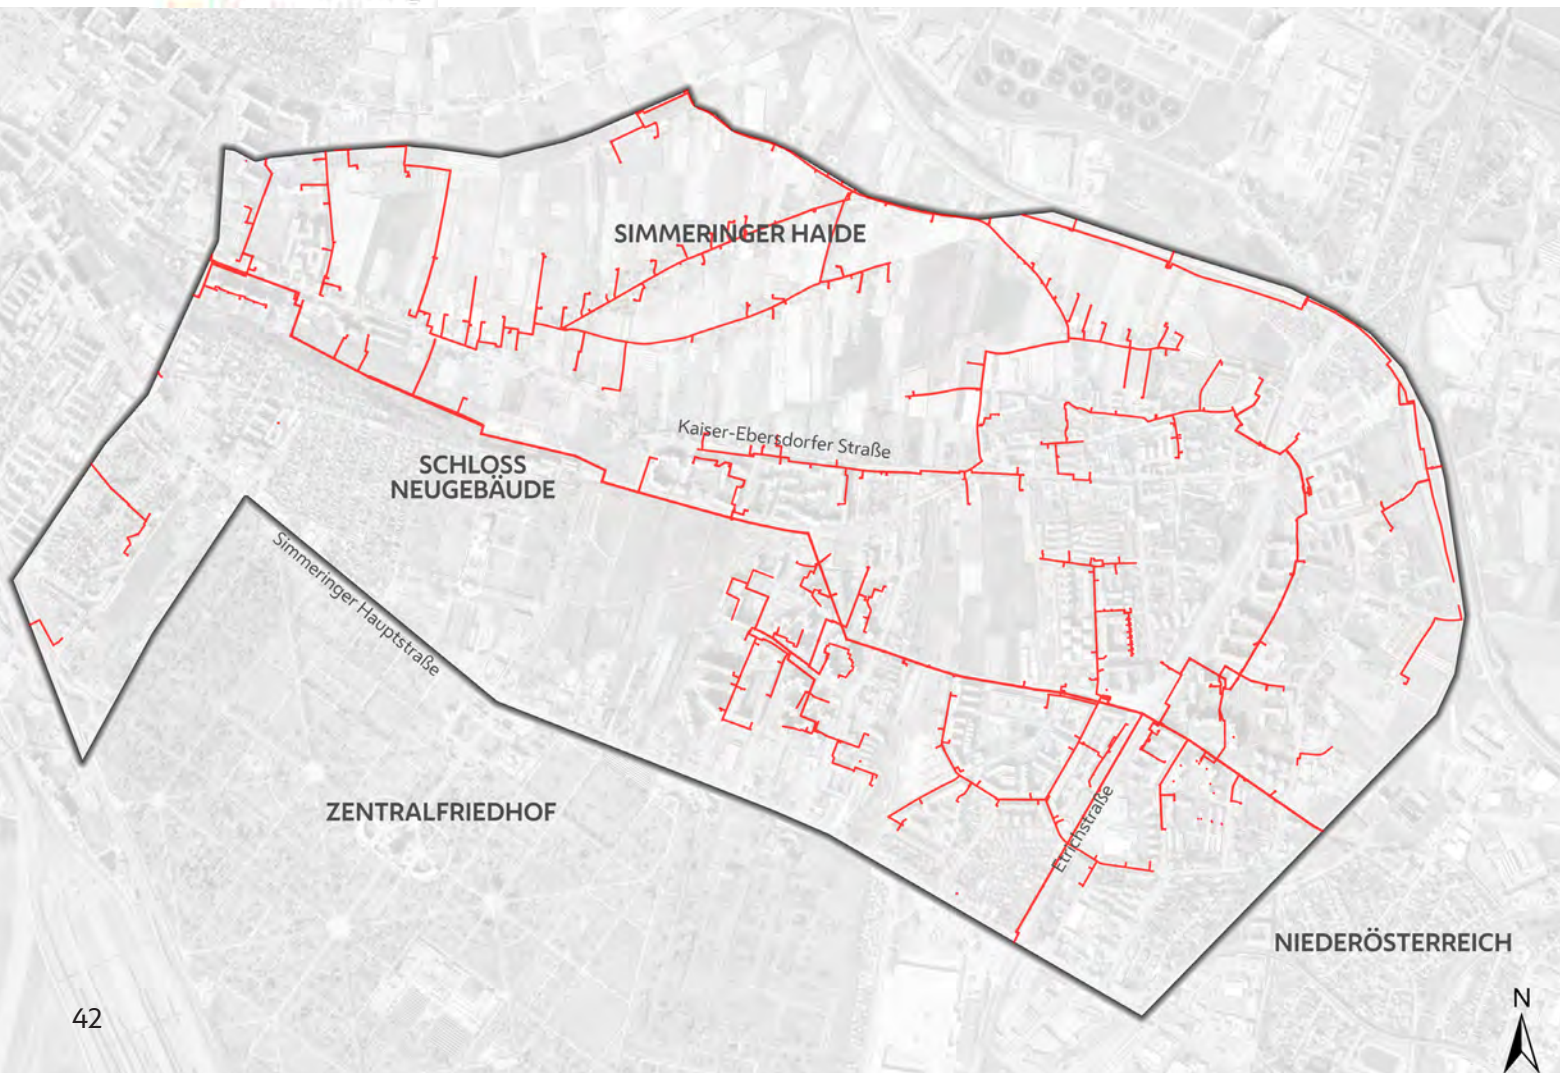 SIMMERINGER HAIDE
Kaiser-Ebersdorfer Straße
SCHLOSS
NEUGEBÄUDE
Simmeringer Hauptstraße
ZENTRALFRIEDHOF
Etrichstraße
NIEDERÖSTERREICH
N
42